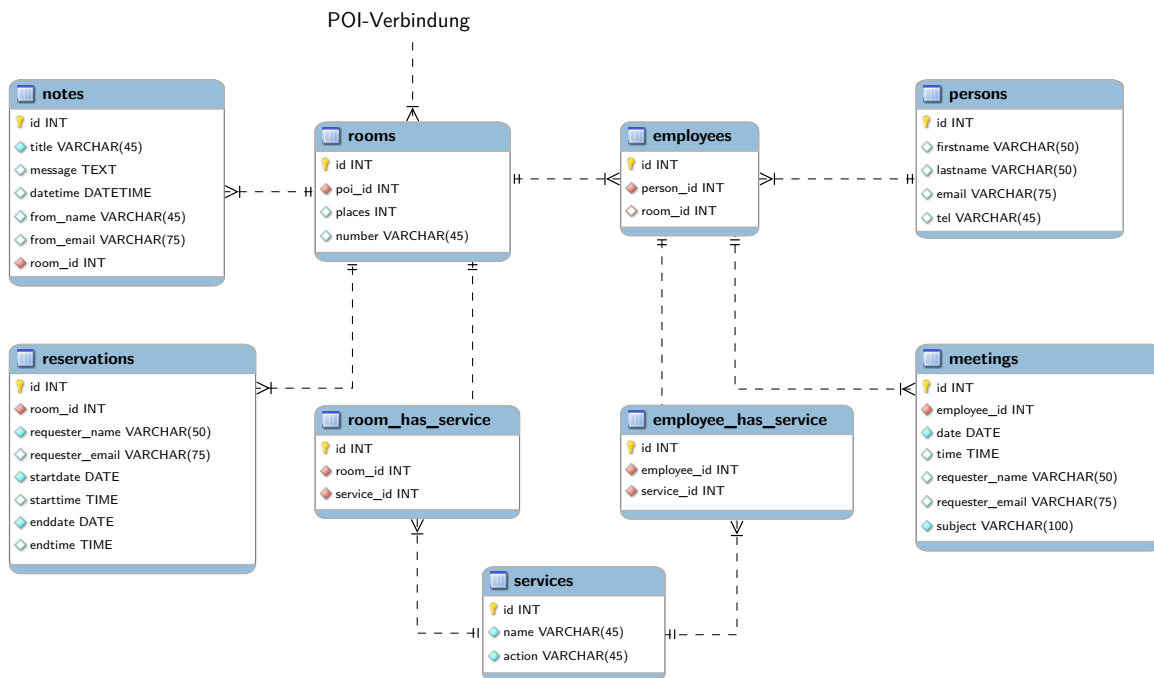 POI-Verbindung
notes
id INT
title VARCHAR(45)
message TEXT
datetime DATETIME
from_name VARCHAR(45)
from_email VARCHAR(75)
room_id INT
rooms
id INT
poi_id INT
places INT
number VARCHAR(45)
employees
id INT
person_id INT
room_id INT
persons
id INT
firstname VARCHAR(50)
lastname VARCHAR(50)
email VARCHAR(75)
tel VARCHAR(45)
reservations
id INT
room_id INT
requester_name VARCHAR(50)
requester_email VARCHAR(75)
startdate DATE
starttime TIME
enddate DATE
endtime TIME
room_has_service
id INT
room_id INT
service_id INT
employee_has_service
id INT
employee_id INT
service_id INT
meetings
id INT
employee_id INT
date DATE
time TIME
requester_name VARCHAR(50)
requester_email VARCHAR(75)
subject VARCHAR(100)
services
id INT
name VARCHAR(45)
action VARCHAR(45)